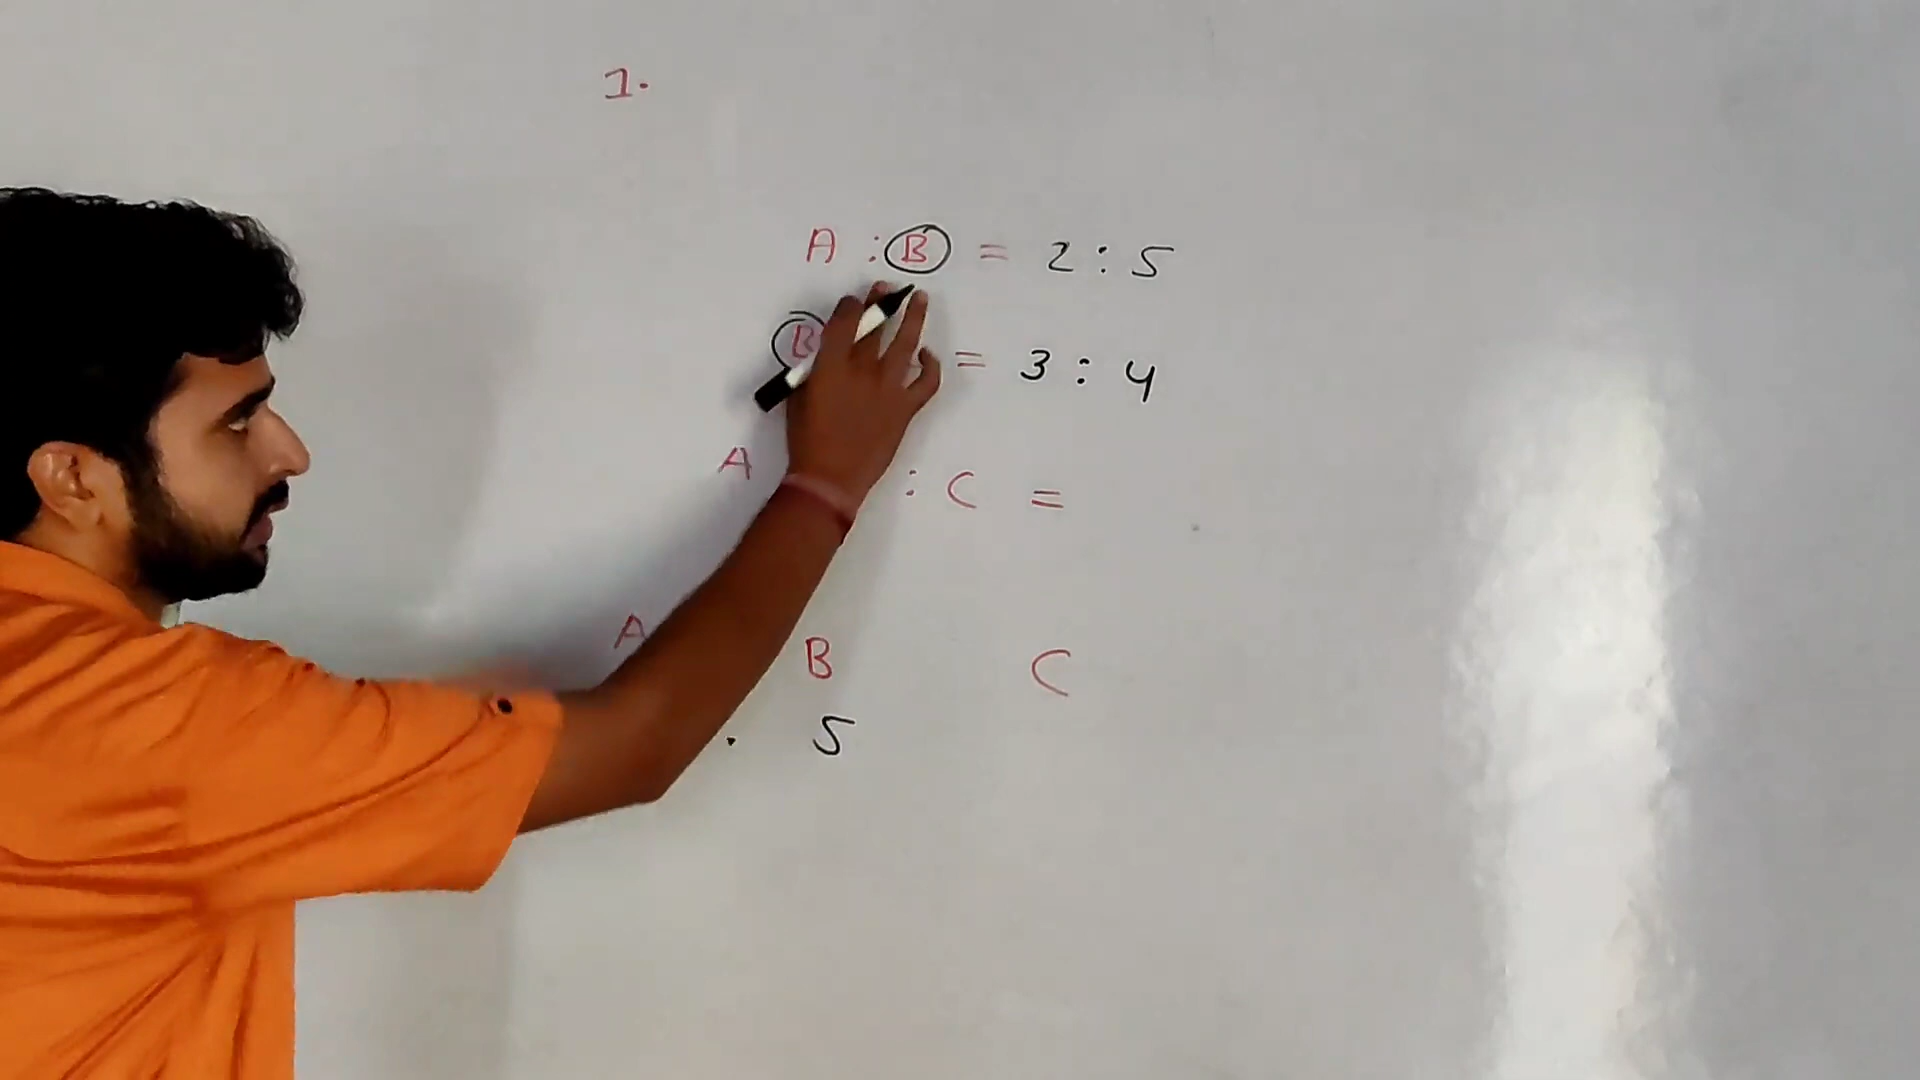 1.
A : B = 2 : 5
B = 3 : 4
A : C =
A B C
5